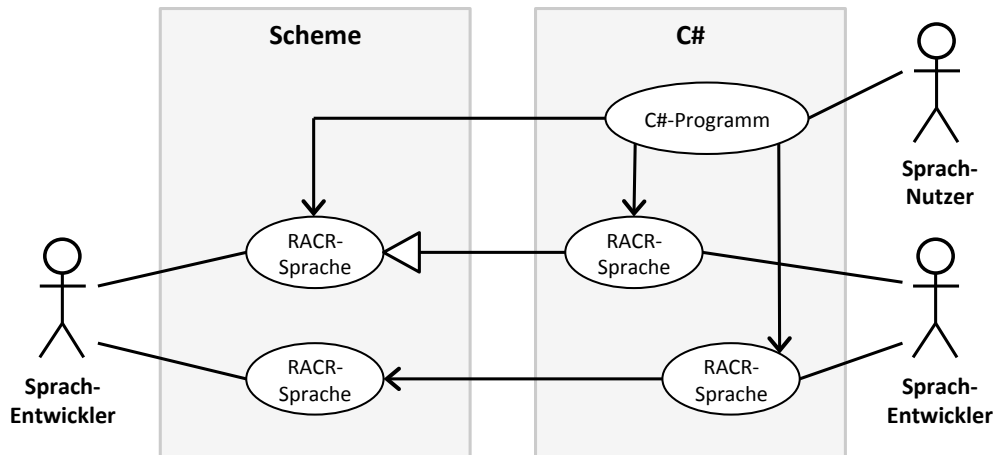 Scheme
C#
C#-Programm
Sprach-
Nutzer
RACR-
Sprache
RACR-
Sprache
Sprach-
Entwickler
RACR-
Sprache
RACR-
Sprache
Sprach-
Entwickler